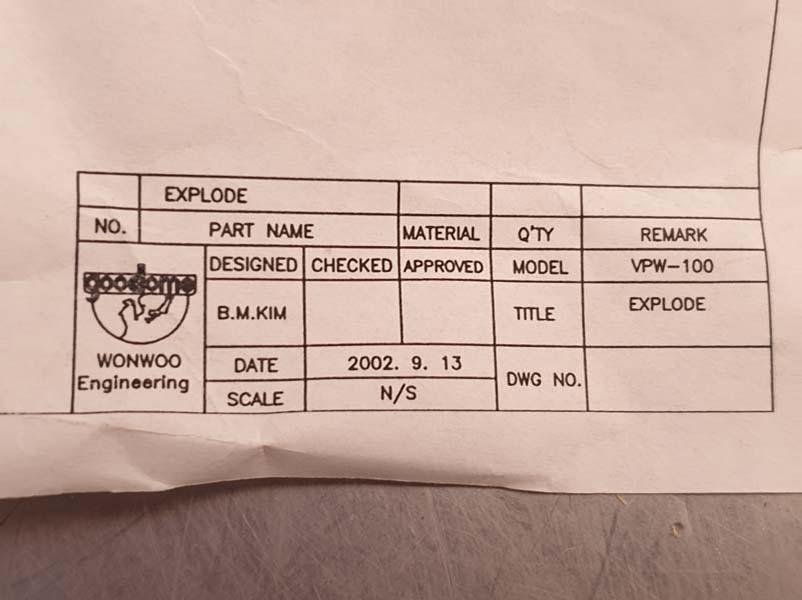 EXPLODE
NO. PART NAME MATERIAL Q'TY REMARK
DESIGNED CHECKED APPROVED MODEL VPW-100
B.M.KIM TITLE EXPLODE
WONWOO
Engineering
DATE 2002. 9. 13
SCALE N/S
DWG NO.